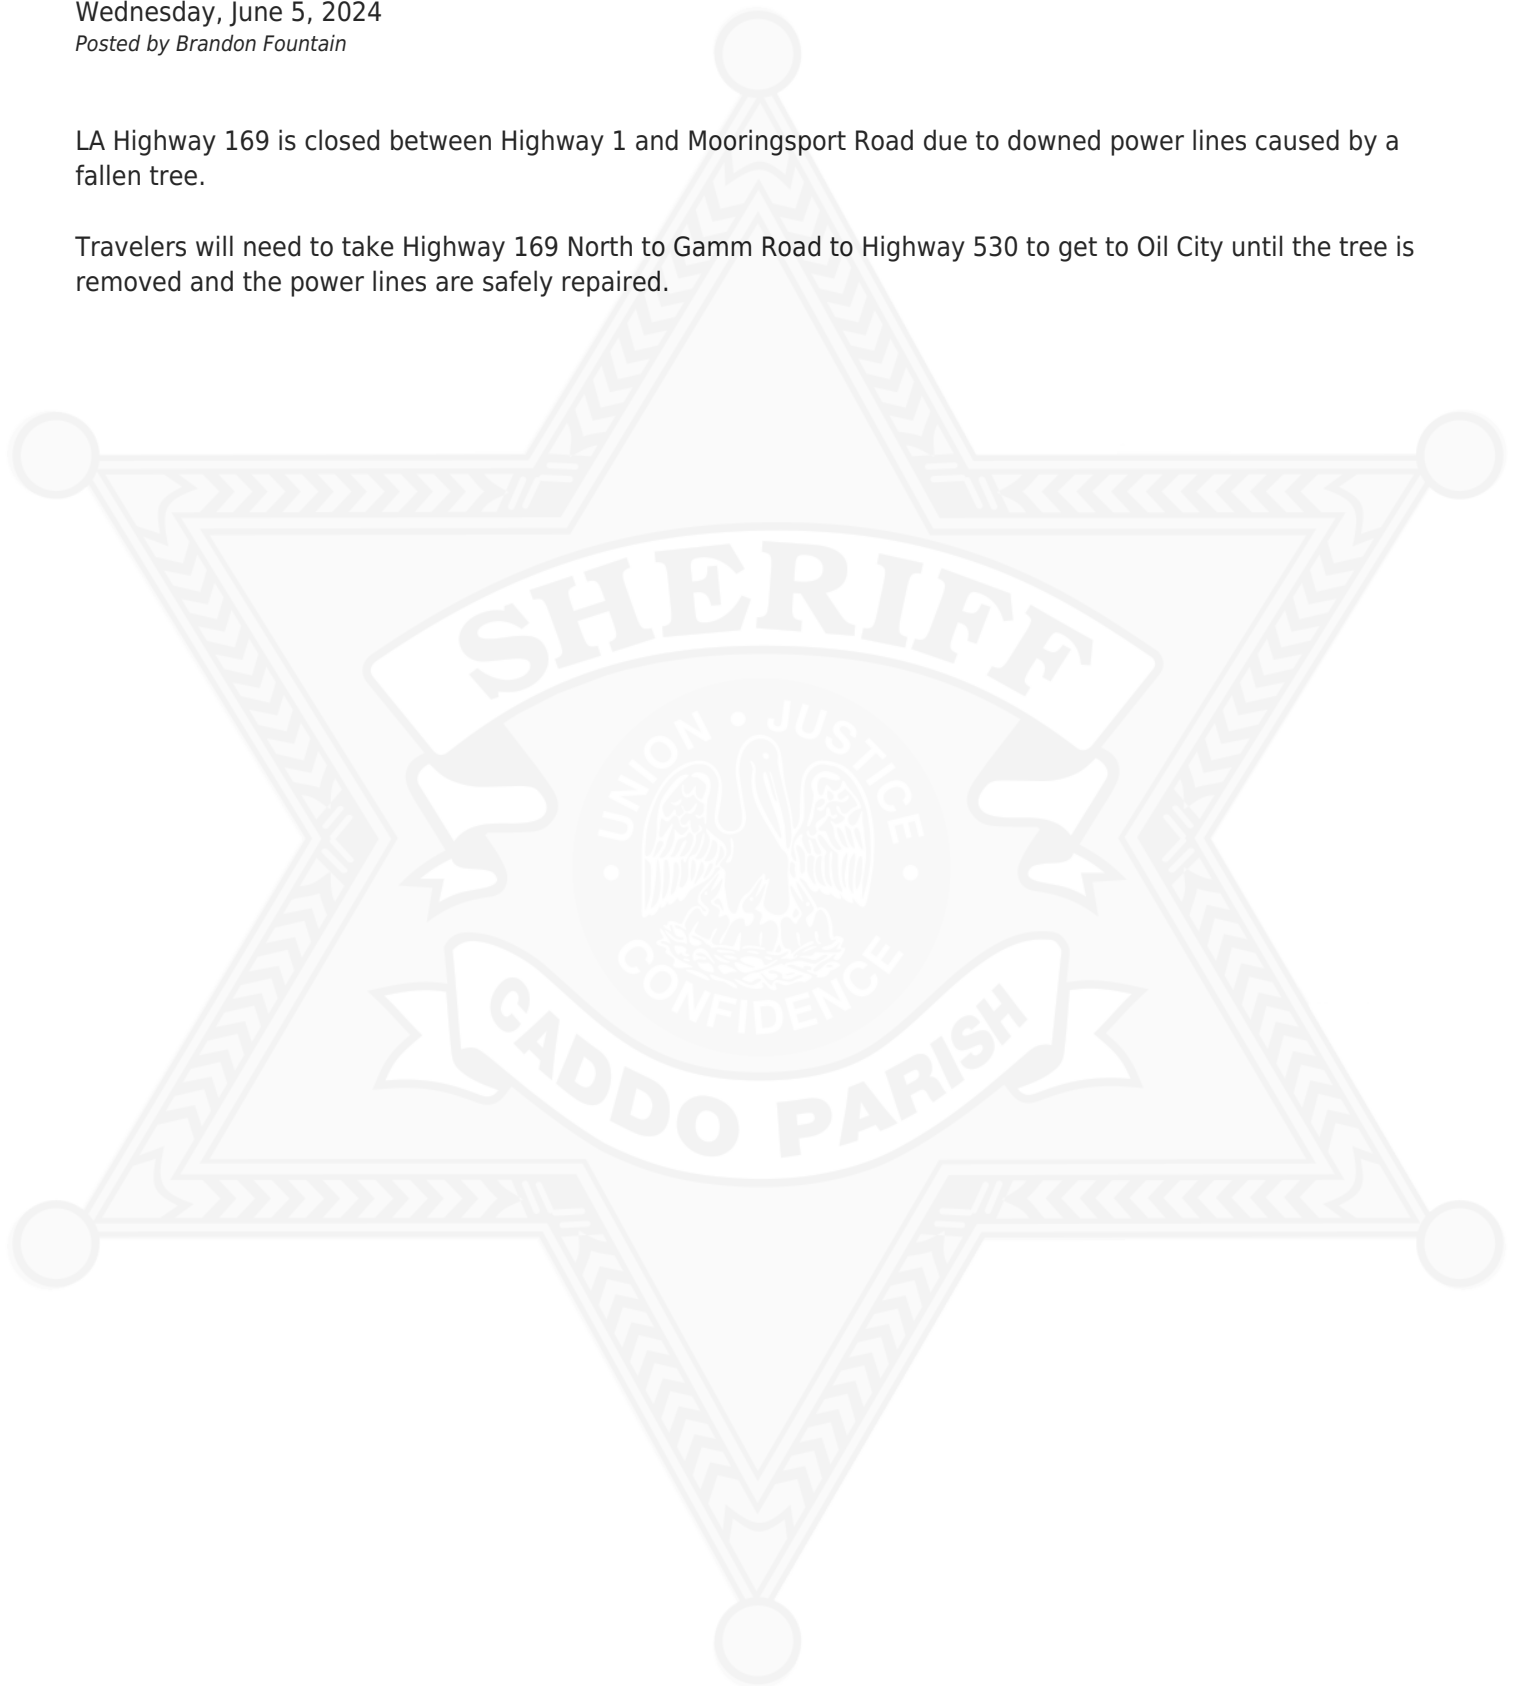 Wednesday, June 5, 2024
Posted by Brandon Fountain
LA Highway 169 is closed between Highway 1 and Mooringsport Road due to downed power lines caused by a
fallen tree.
Travelers will need to take Highway 169 North to Gamm Road to Highway 530 to get to Oil City until the tree is
removed and the power lines are safely repaired.
SHERIFF
UNION • JUSTICE
• CONFIDENCE •
CADDO PARISH